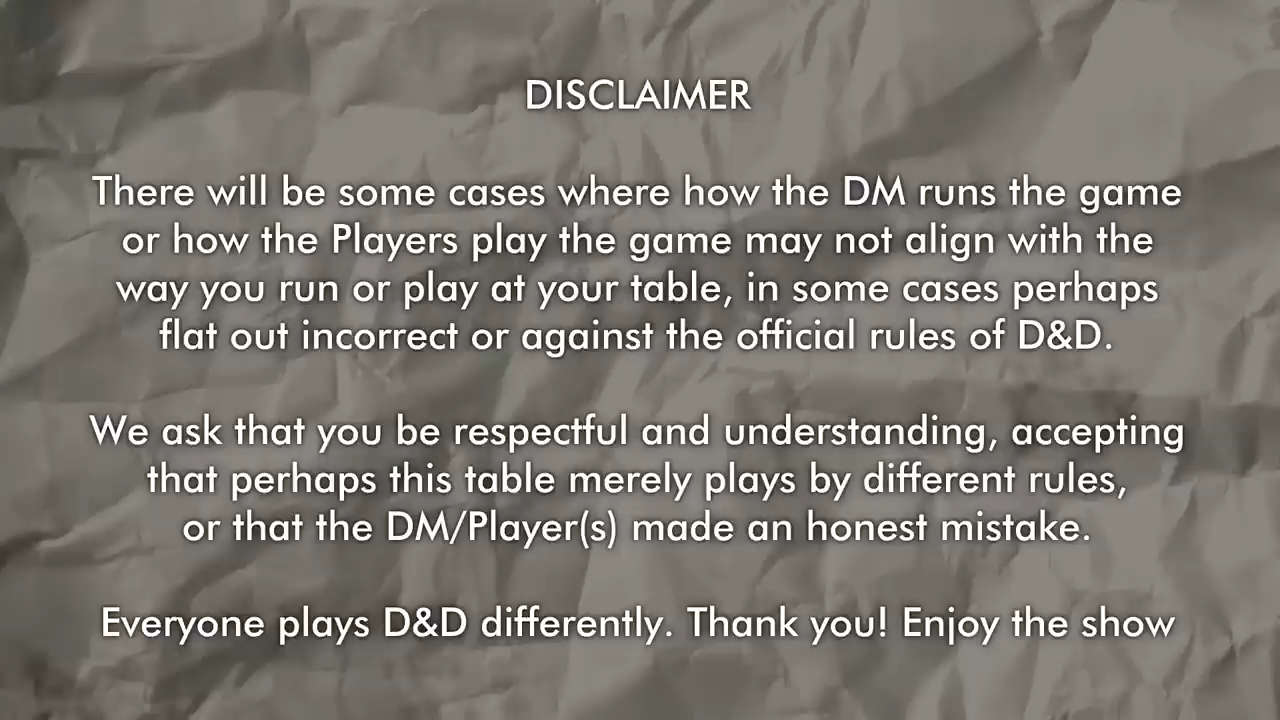 DISCLAIMER
There will be some cases where how the DM runs the game
or how the Players play the game may not align with the
way you run or play at your table, in some cases perhaps
flat out incorrect or against the official rules of D&D.
We ask that you be respectful and understanding, accepting
that perhaps this table merely plays by different rules,
or that the DM/Player(s) made an honest mistake.
Everyone plays D&D differently. Thank you! Enjoy the show